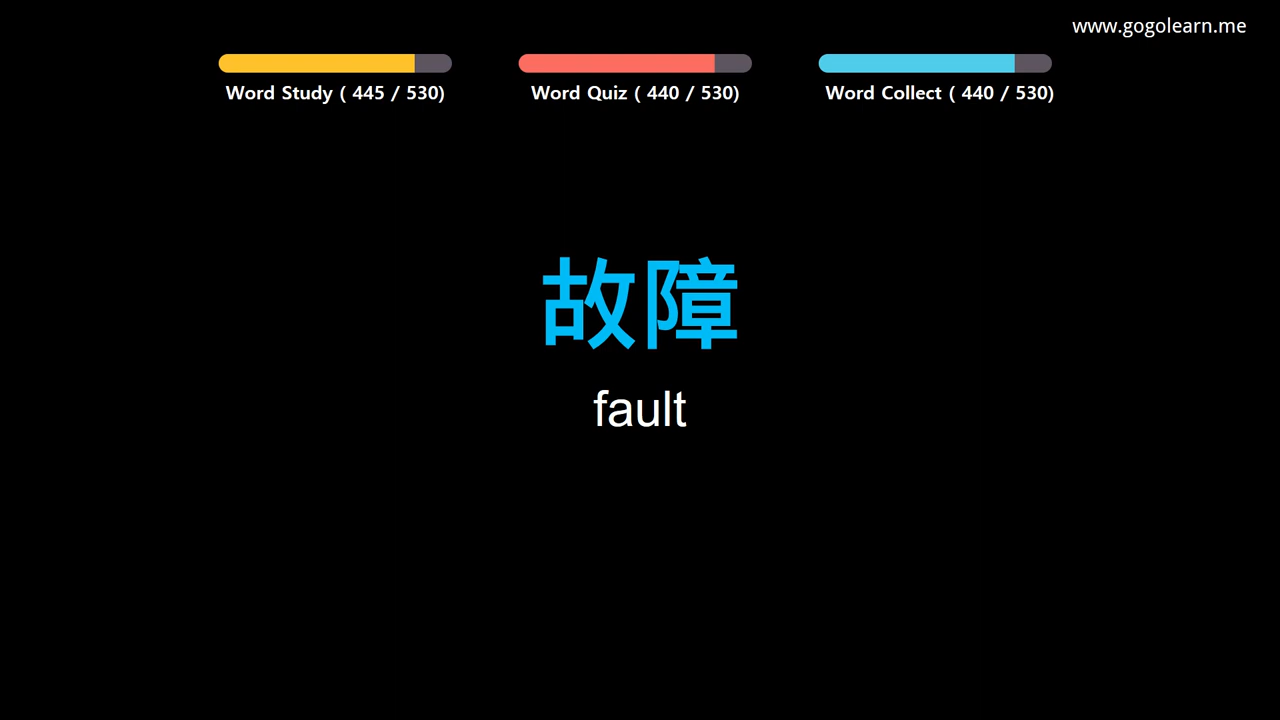 www.gogolearn.me
Word Study ( 445 / 530)
Word Quiz ( 440 / 530)
Word Collect ( 440 / 530)
故障
fault